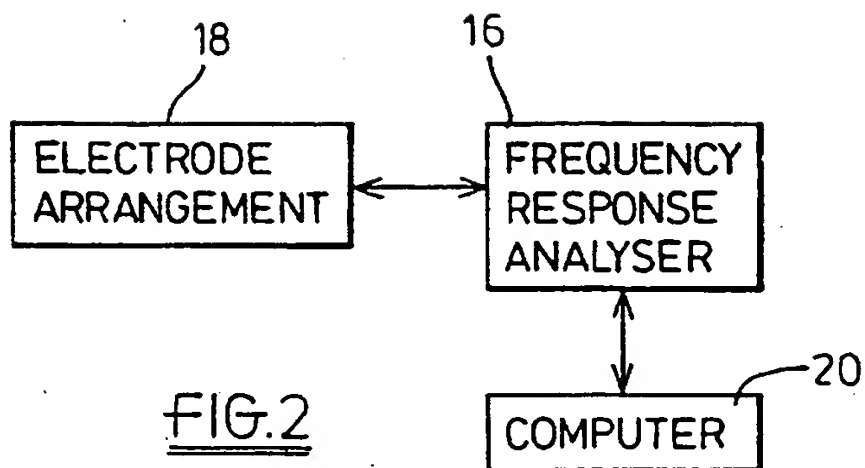 18
16
ELECTRODE
ARRANGEMENT
FREQUENCY
RESPONSE
ANALYSER
20
COMPUTER
FIG.2